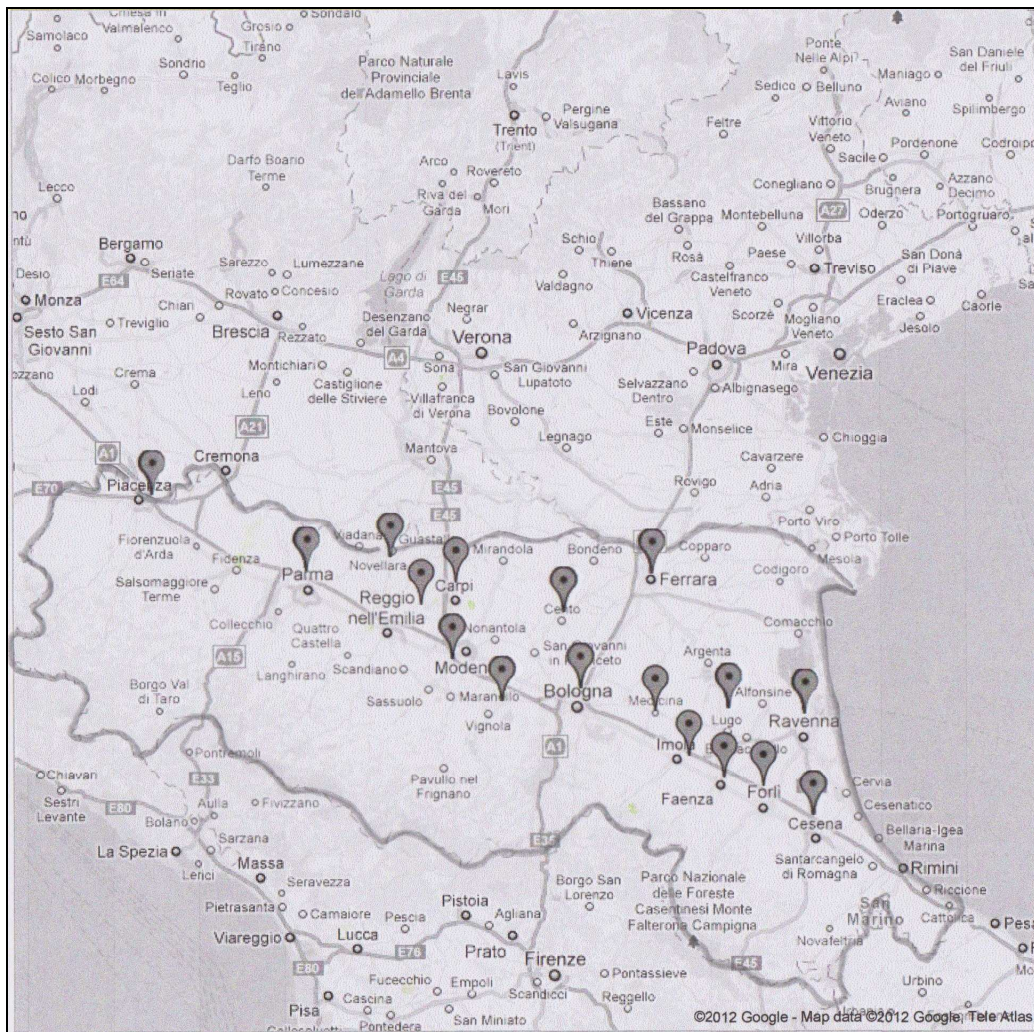 Chiesa in
Valmalenco
Sondalo
Grosio
Samolaco
Tirano
Sondrio
Colico Morbegno
Teglio
Parco Naturale
Provinciale
dell'Adamello Brenta
Lavis
Trento
(Trient)
Pergine
Valsugana
Ponte
Nelle Alpi
Sedico
Belluno
Feltre
Maniago
San Daniele
del Friuli
Aviano
Spilimbergo
Vittorio
Veneto
Pordenone
Codroipo
Sacile
Lecco
Darfo Boario
Terme
Arco
Rovereto
Riva del
Garda
Mori
Conegliano
Brugnera
Azzano
Decimo
Bassano
del Grappa
Montebelluna
A27
Oderzo
Portogruaro
Bergamo
Seriate
Sarezzo
Lumezzane
Schio
Thiene
Rosà
Paese
Villorba
San Donà
di Piave
Desio
E64
Rovato
Concesio
Lago di
Garda
E45
Valdagno
Castelfranco
Veneto
Treviso
Monza
Chiari
Negrar
Vicenza
Scorzè
Mogliano
Veneto
Eraclea
Caorle
Jesolo
Sesto San
Giovanni
Treviglio
Brescia
Rezzato
Desenzano
del Garda
Verona
Arzignano
Padova
Mira
Venezia
Crema
Montichiari
A4
Sona
San Giovanni
Lupatoto
Selvazzano
Dentro
Albignasego
Lodi
Leno
Castiglione
delle Stiviere
Villafranca
di Verona
Bovolone
Este
Monselice
A21
Legnago
Chioggia
A1
Cremona
Mantova
Cavarzere
E70
Piacenza
E45
Rovigo
Adria
E45
Porto Viro
Fiorenzuola
d'Arda
Viadana
Guastalla
Mirandola
Bondeno
Copparo
Porto Tolle
Mesola
Fidenza
Novellara
Salsomaggiore
Terme
Parma
Carpi
Ferrara
Codigoro
Reggio
nell'Emilia
Cento
Collecchio
Quattro
Castella
Nonantola
Comacchio
A15
Langhirano
Scandiano
Modena
San Giovanni
in Persiceto
Argenta
Borgo Val
di Taro
Sassuolo
Maranello
Bologna
Medicina
Alfonsine
Vignola
Lugo
Ravenna
Pontremoli
A1
Imola
Bagnacavallo
Chiavari
E33
Pavullo nel
Frignano
Faenza
Forlì
Cervia
Sestri
Levante
E80
Aulla
Fivizzano
Cesenatico
Bolano
Cesena
Bellaria-Igea
Marina
La Spezia
Sarzana
E35
Lerici
Massa
Santarcangelo
di Romagna
Rimini
Seravezza
Borgo San
Lorenzo
Parco Nazionale
delle Foreste
Casentinesi Monte
Falterona Campigna
Riccione
Pietrasanta
Camaiore
Pescia
Pistoia
Agliana
San
Marino
Cattolica
Viareggio
Lucca
E76
Prato
Novafeltria
E80
Firenze
E45
Fucecchio
Empoli
Scandicci
Pontassieve
Urbino
Pisa
Cascina
Pontedera
San Miniato
Reggello
©2012 Google - Map data ©2012 Google, Tele Atlas